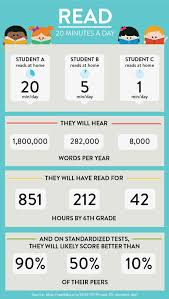 READ
20 MINUTES A DAY
STUDENT A STUDENT B STUDENT C
reads at home reads at home reads at home
20 5 1
min/day min/day min/day
THEY WILL HEAR
1,800,000 282,000 8,000
WORDS PER YEAR
THEY WILL HAVE READ FOR
851 212 42
HOURS BY 6TH GRADE
AND ON STANDARDIZED TESTS,
THEY WILL LIKELY SCORE BETTER THAN
90% 50% 10%
OF THEIR PEERS
Source: